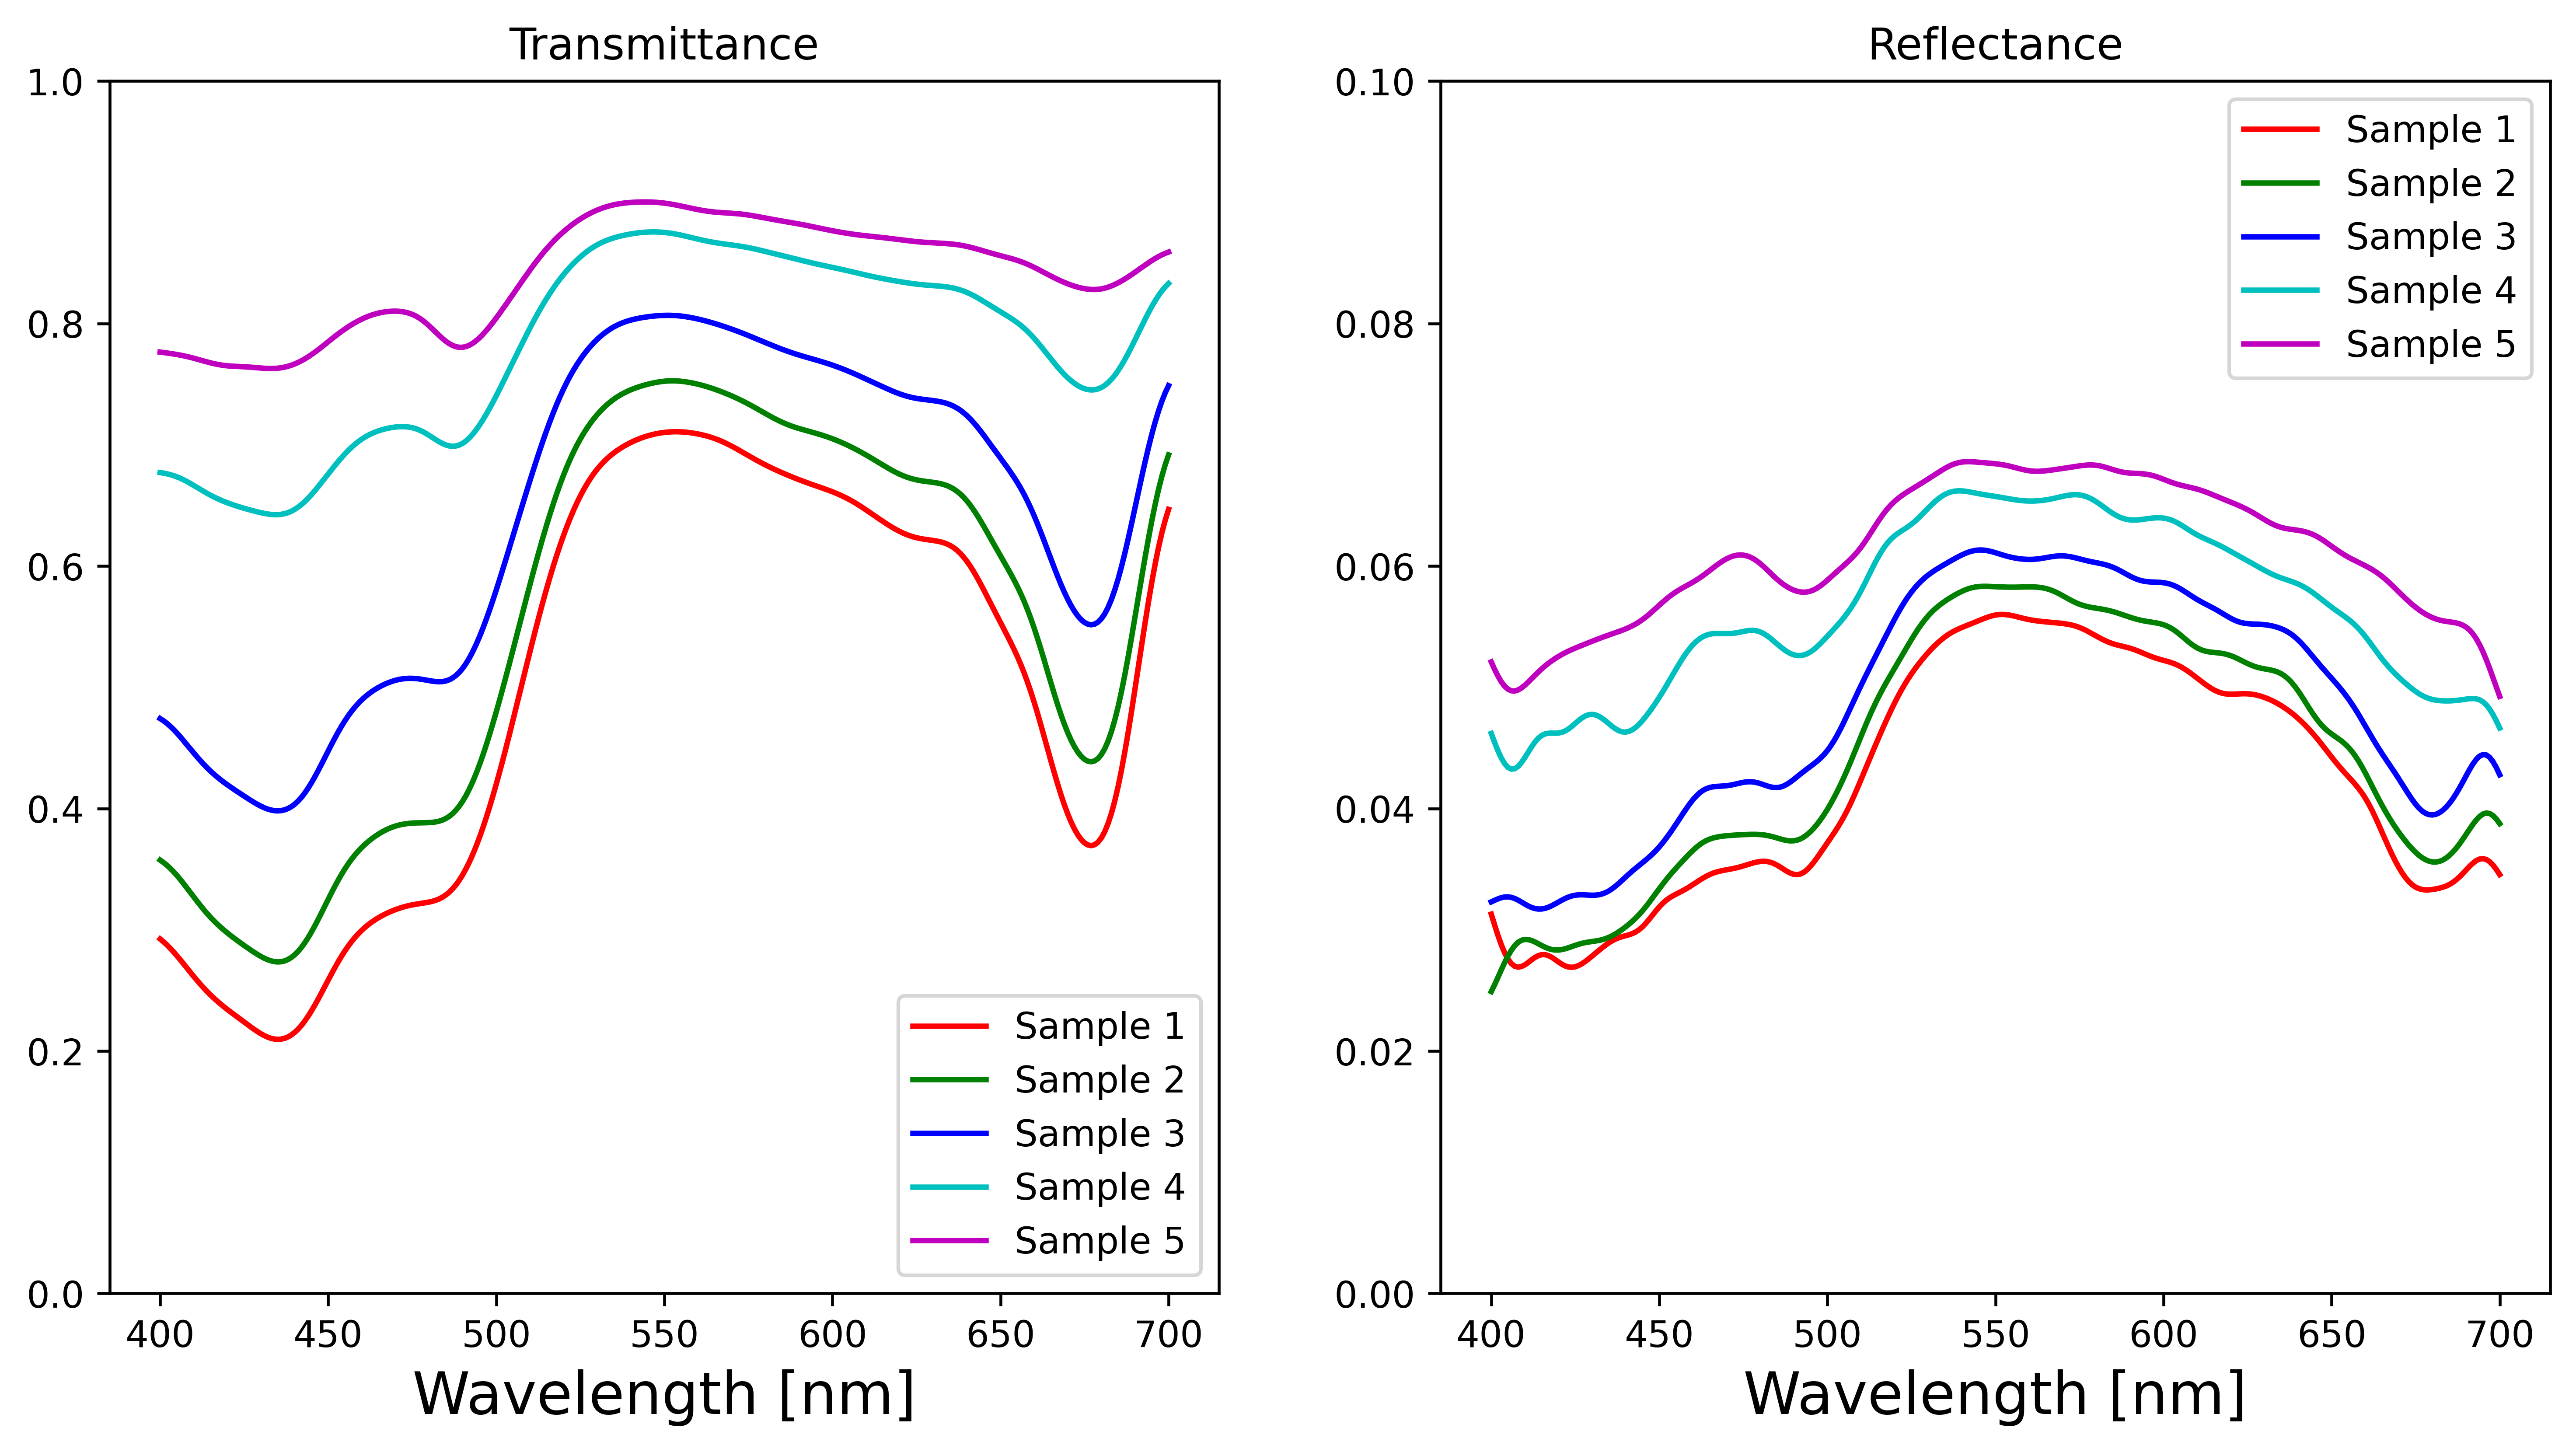 Transmittance
1.0
0.8
0.6
0.4
0.2
0.0
400 450 500 550 600 650 700
Wavelength [nm]
Sample 1
Sample 2
Sample 3
Sample 4
Sample 5
Reflectance
0.10
0.08
0.06
0.04
0.02
0.00
400 450 500 550 600 650 700
Wavelength [nm]
Sample 1
Sample 2
Sample 3
Sample 4
Sample 5